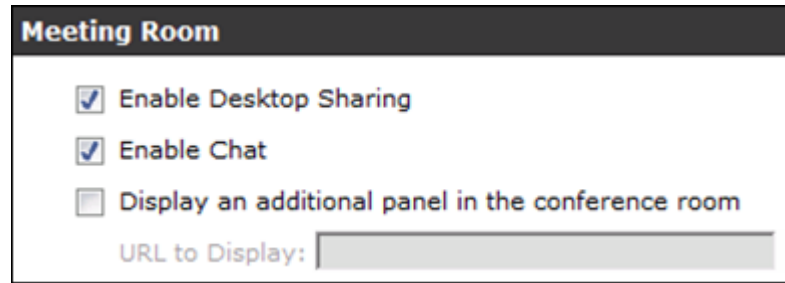 Meeting Room
Enable Desktop Sharing
Enable Chat
Display an additional panel in the conference room
URL to Display: